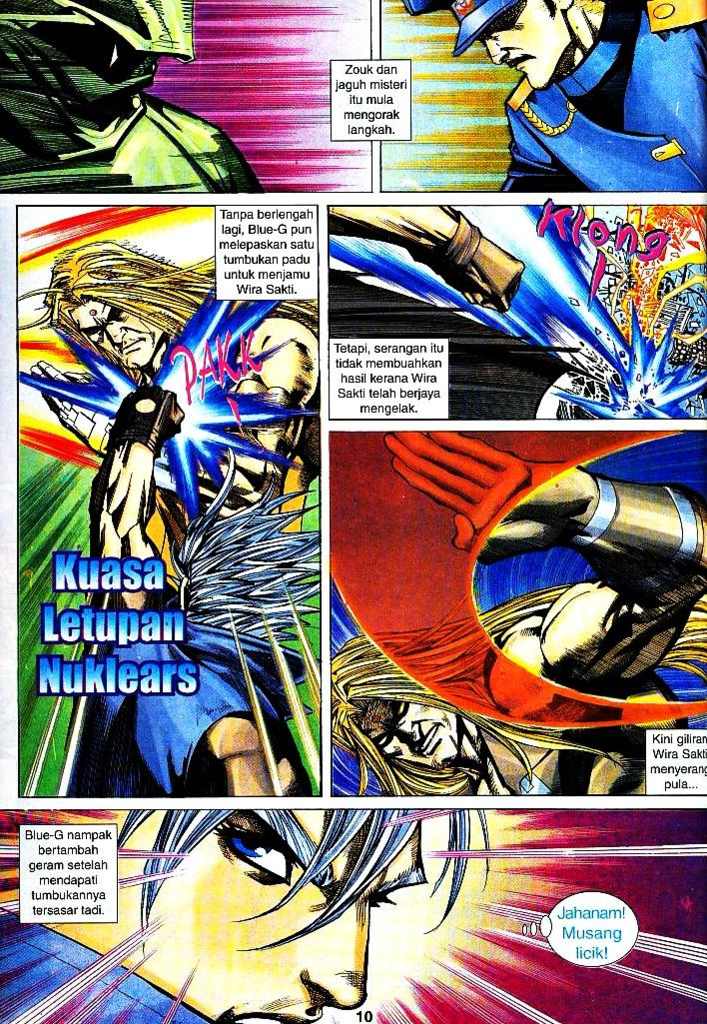 Zouk dan
jaguh misteri
itu mula
mengorak
langkah.
Tanpa berlengah
lagi, Blue-G pun
melepaskan satu
tumbukan padu
untuk menjamu
Wira Sakti.
PAKK!
Kuasa
Letupan
Nuklears
Klong!
Tetapi, serangan itu
tidak membuahkan
hasil kerana Wira
Sakti telah berjaya
mengelak.
Kini giliran
Wira Sakti
menyerang
pula...
Blue-G nampak
bertambah
geram setelah
mendapati
tumbukannya
tersasar tadi.
Jahanam!
Musang
licik!
10